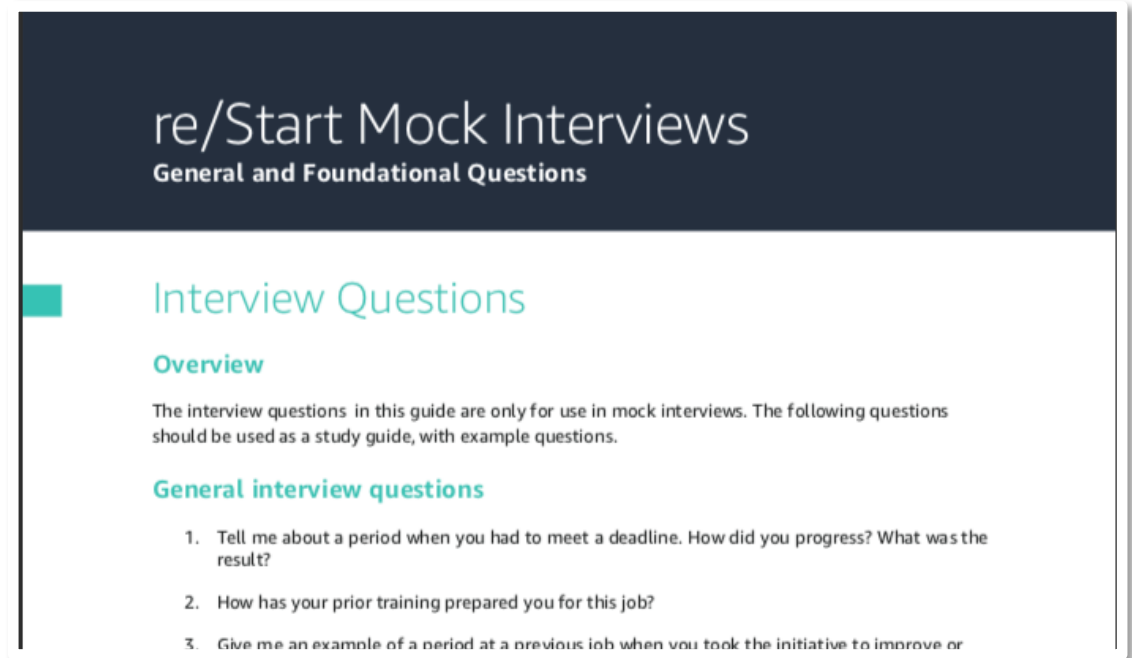 re/Start Mock Interviews
General and Foundational Questions
Interview Questions
Overview
The interview questions in this guide are only for use in mock interviews. The following questions
should be used as a study guide, with example questions.
General interview questions
1. Tell me about a period when you had to meet a deadline. How did you progress? What was the
result?
2. How has your prior training prepared you for this job?
3. Give me an example of a period at a previous job when you took the initiative to improve or